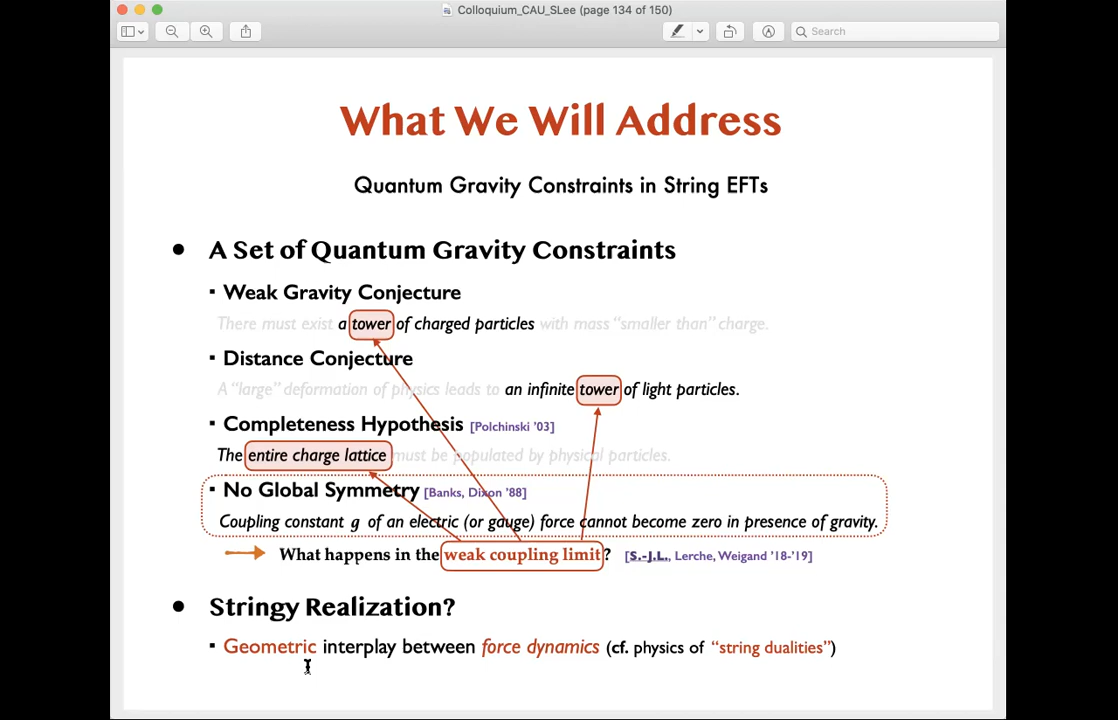 Colloquium_CAU_SLee (page 134 of 150)
Search
What We Will Address
Quantum Gravity Constraints in String EFTs
• A Set of Quantum Gravity Constraints
▪ Weak Gravity Conjecture
There must exist a tower of charged particles with mass “smaller than” charge.
▪ Distance Conjecture
A “large” deformation of physics leads to an infinite tower of light particles.
▪ Completeness Hypothesis [Polchinski ’03]
The entire charge lattice must be populated by physical particles.
▪ No Global Symmetry [Banks, Dixon ’88]
Coupling constant g of an electric (or gauge) force cannot become zero in presence of gravity.
What happens in the weak coupling limit? [S.-J.L., Lerche, Weigand ’18-’19]
• Stringy Realization?
▪ Geometric interplay between force dynamics (cf. physics of “string dualities”)